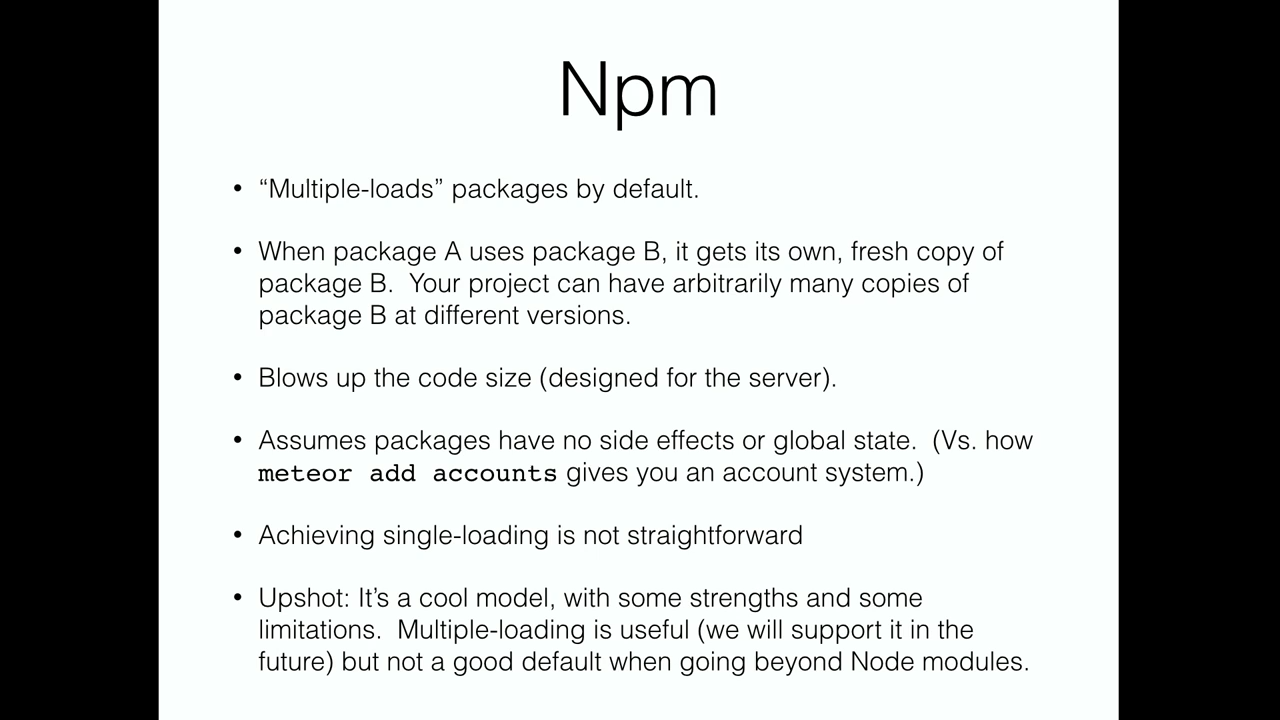 Npm
• “Multiple-loads” packages by default.
• When package A uses package B, it gets its own, fresh copy of
package B.  Your project can have arbitrarily many copies of
package B at different versions.
• Blows up the code size (designed for the server).
• Assumes packages have no side effects or global state.  (Vs. how
meteor add accounts gives you an account system.)
• Achieving single-loading is not straightforward
• Upshot: It’s a cool model, with some strengths and some
limitations.  Multiple-loading is useful (we will support it in the
future) but not a good default when going beyond Node modules.